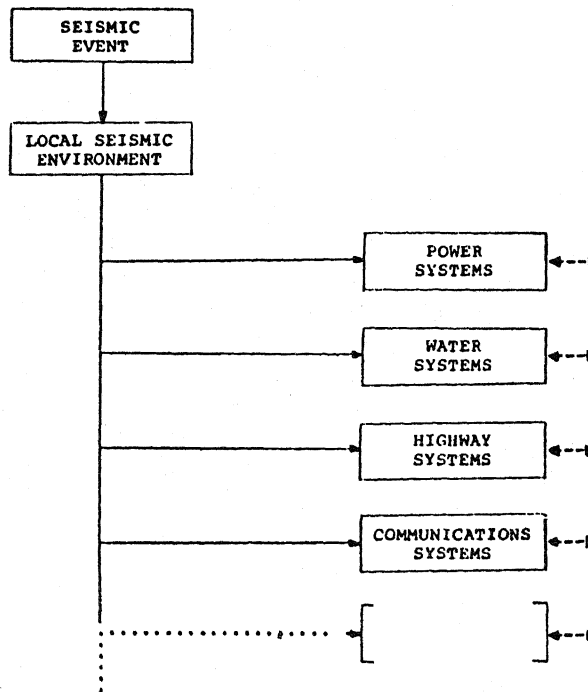 SEISMIC
EVENT
LOCAL SEISMIC
ENVIRONMENT
POWER
SYSTEMS
WATER
SYSTEMS
HIGHWAY
SYSTEMS
COMMUNICATIONS
SYSTEMS